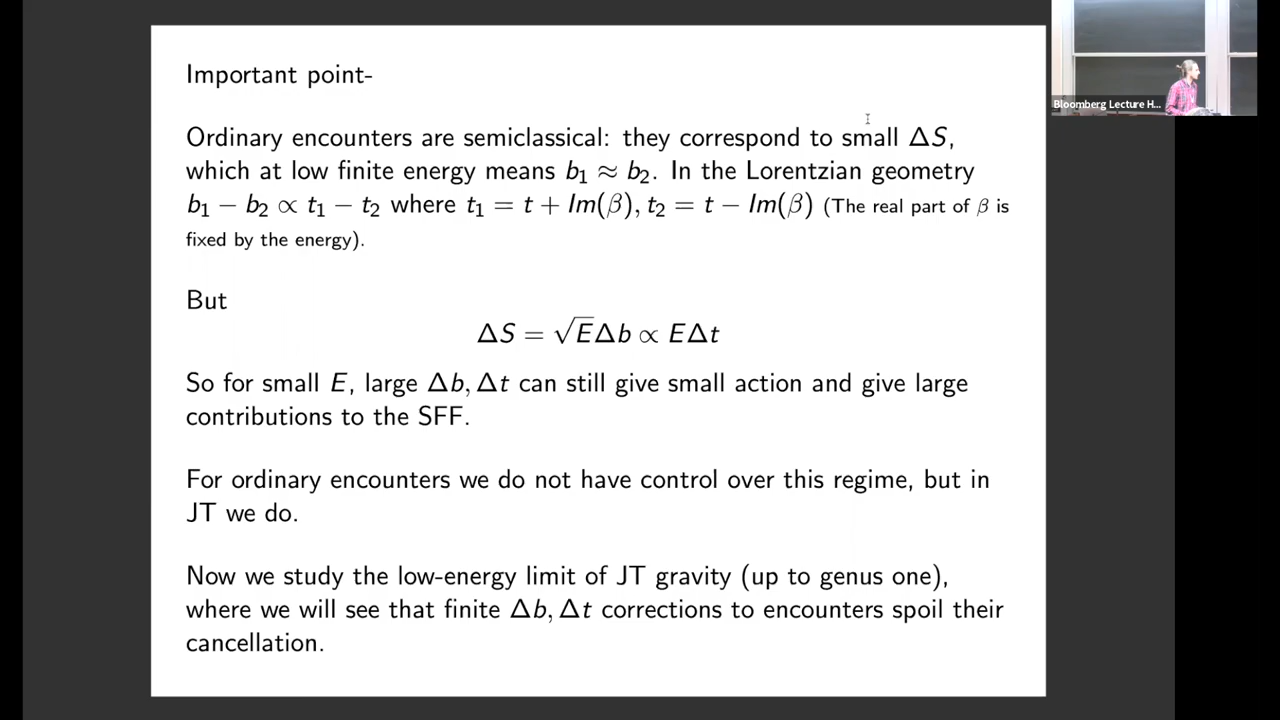 Important point-
Ordinary encounters are semiclassical: they correspond to small ΔS,
which at low finite energy means b₁ ≈ b₂. In the Lorentzian geometry
b₁ − b₂ ∝ t₁ − t₂ where t₁ = t + Im(β), t₂ = t − Im(β) (The real part of β is
fixed by the energy).
But
ΔS = √EΔb ∝ EΔt
So for small E, large Δb, Δt can still give small action and give large
contributions to the SFF.
For ordinary encounters we do not have control over this regime, but in
JT we do.
Now we study the low-energy limit of JT gravity (up to genus one),
where we will see that finite Δb, Δt corrections to encounters spoil their
cancellation.
Bloomberg Lecture H...